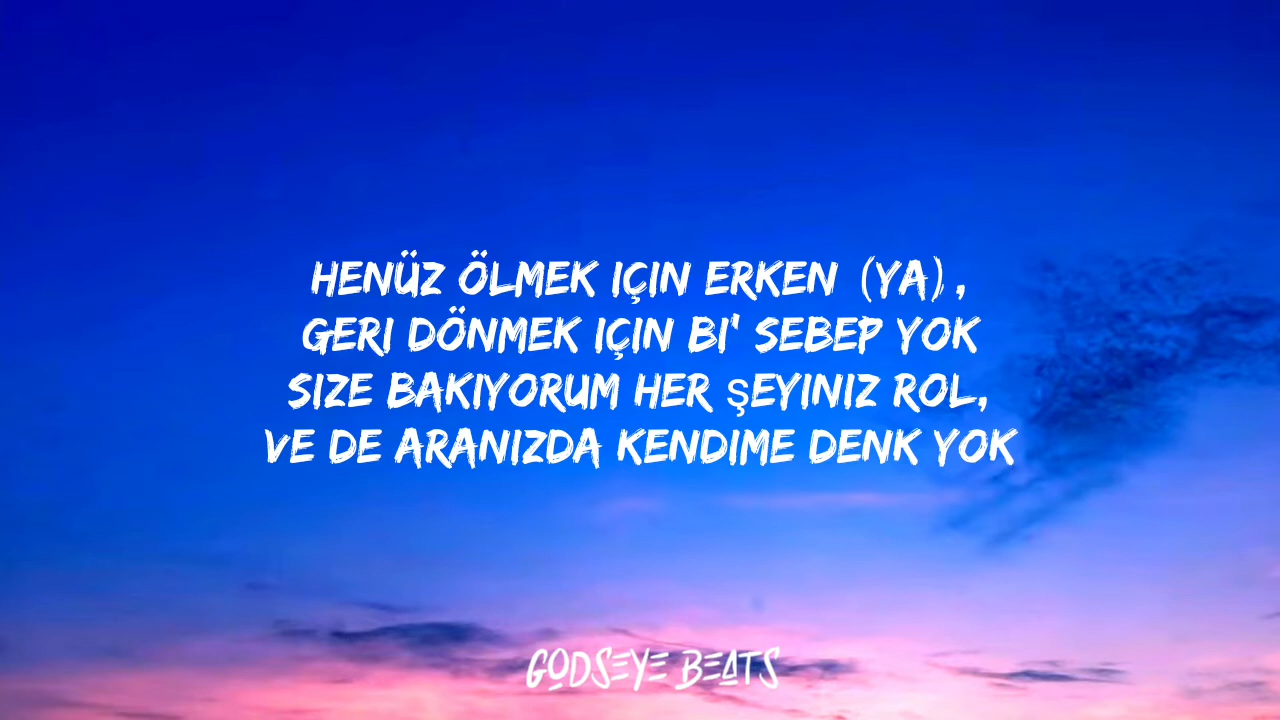 HENÜZ ÖLMEK IÇIN ERKEN (YA),
GERI DÖNMEK IÇIN BI' SEBEP YOK
SIZE BAKIYORUM HER ŞEYINIZ ROL,
VE DE ARANIZDA KENDIME DENK YOK
GODSEYE BEATS